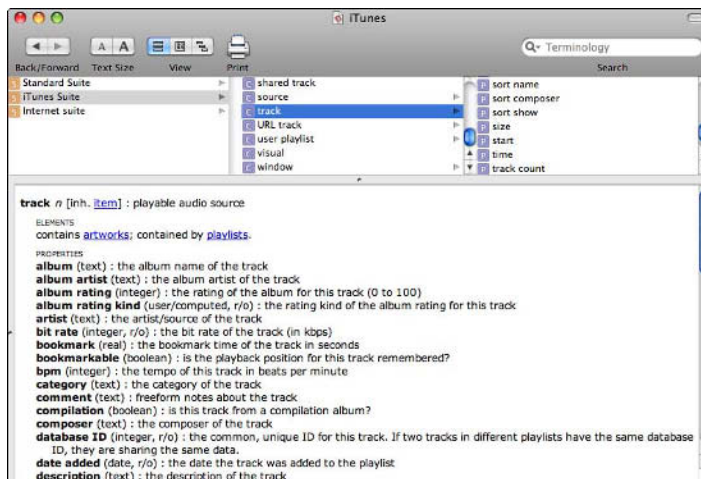 iTunes
A A
Terminology
Back/Forward Text Size View Print Search
Standard Suite
iTunes Suite
Internet suite
shared track
source
track
URL track
user playlist
visual
window
sort name
sort composer
sort show
size
start
time
track count
track n [inh. item] : playable audio source
ELEMENTS
contains artworks; contained by playlists.
PROPERTIES
album (text) : the album name of the track
album artist (text) : the album artist of the track
album rating (integer) : the rating of the album for this track (0 to 100)
album rating kind (user/computed, r/o) : the rating kind of the album rating for this track
artist (text) : the artist/source of the track
bit rate (integer, r/o) : the bit rate of the track (in kbps)
bookmark (real) : the bookmark time of the track in seconds
bookmarkable (boolean) : is the playback position for this track remembered?
bpm (integer) : the tempo of this track in beats per minute
category (text) : the category of the track
comment (text) : freeform notes about the track
compilation (boolean) : is this track from a compilation album?
composer (text) : the composer of the track
database ID (integer, r/o) : the common, unique ID for this track. If two tracks in different playlists have the same database
ID, they are sharing the same data.
date added (date, r/o) : the date the track was added to the playlist
description (text) : the description of the track